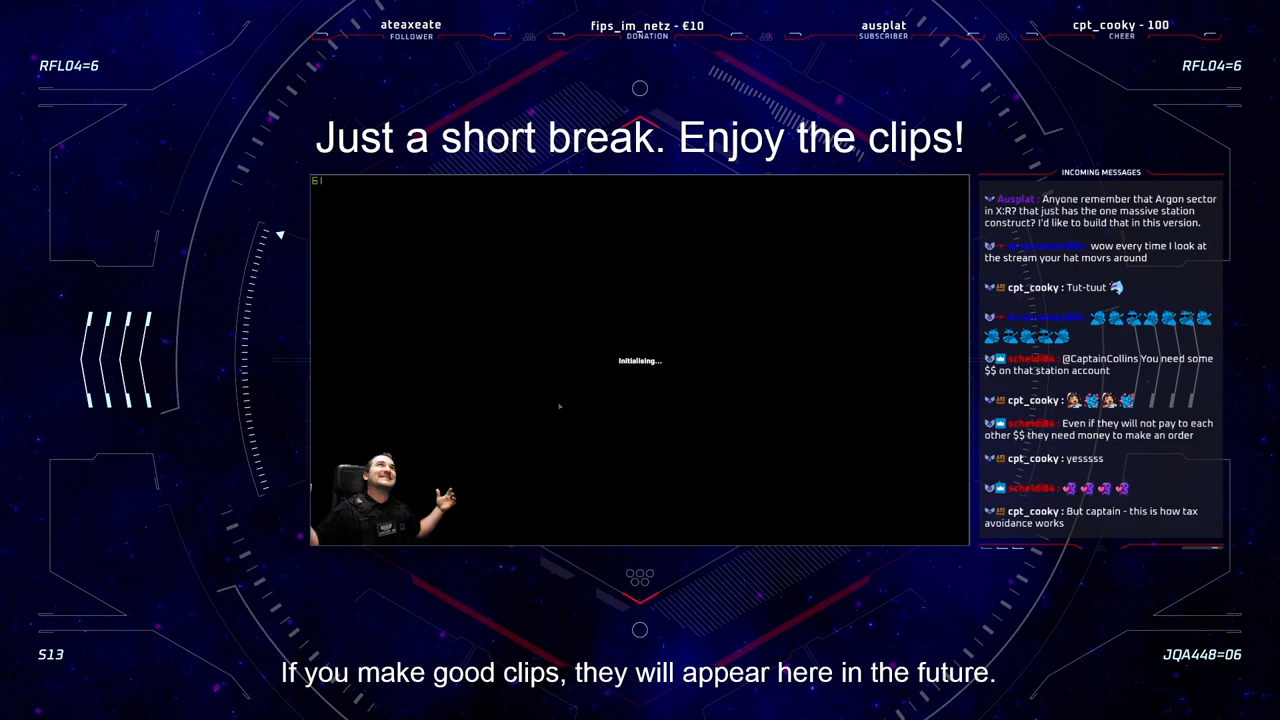 ateaxeate
FOLLOWER
fips_im_netz - €10
DONATION
ausplat
SUBSCRIBER
cpt_cooky - 100
CHEER
RFL04=6
RFL04=6
Just a short break. Enjoy the clips!
61
Initialising...
INCOMING MESSAGES
Ausplat : Anyone remember that Argon sector
in X:R? that just has the one massive station
construct? I'd like to build that in this version.
wow every time I look at
the stream your hat movrs around
cpt_cooky : Tut-tuut
scheldi84 : @CaptainCollins You need some
$$ on that station account
cpt_cooky :
scheldi84 : Even if they will not pay to each
other $$ they need money to make an order
cpt_cooky : yesssss
scheldi84 :
cpt_cooky : But captain - this is how tax
avoidance works
S13
JQA448=06
If you make good clips, they will appear here in the future.